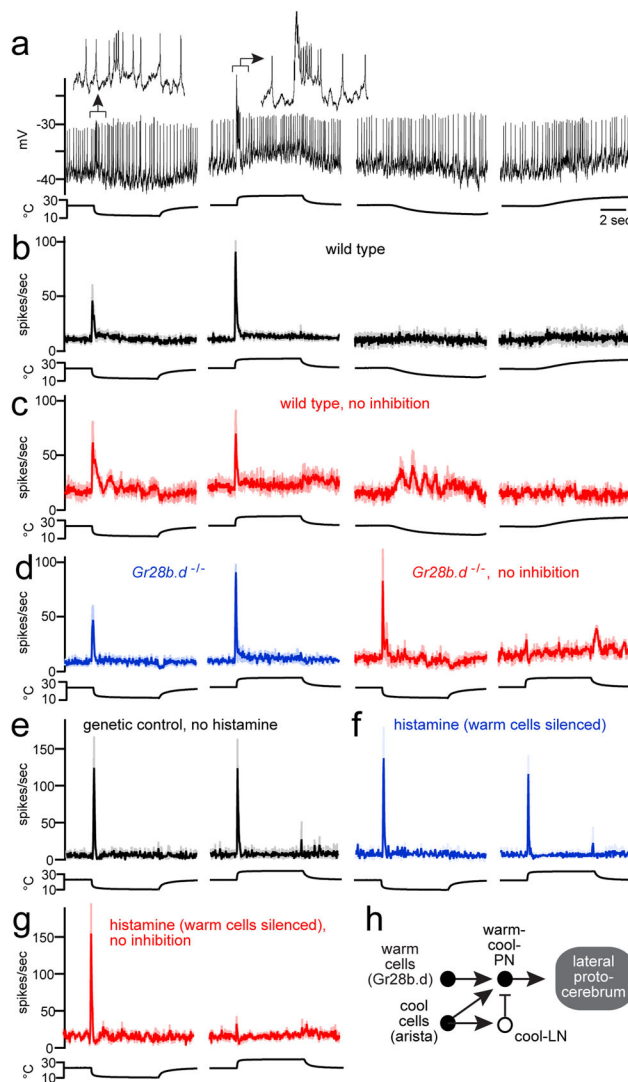 a
-30
mV
-40
°C
30
10
2 sec
b
wild type
100
spikes/sec
50
0
°C
30
10
c
wild type, no inhibition
100
spikes/sec
50
0
°C
30
10
d
Gr28b.d -/-
Gr28b.d -/-, no inhibition
100
spikes/sec
50
0
°C
30
10
e
genetic control, no histamine
f
histamine (warm cells silenced)
150
spikes/sec
100
50
0
°C
30
10
g
histamine (warm cells silenced),
no inhibition
150
spikes/sec
100
50
0
°C
30
10
h
warm
cells
(Gr28b.d)
warm-
cool-
PN
lateral
proto-
cerebrum
cool
cells
(arista)
cool-LN